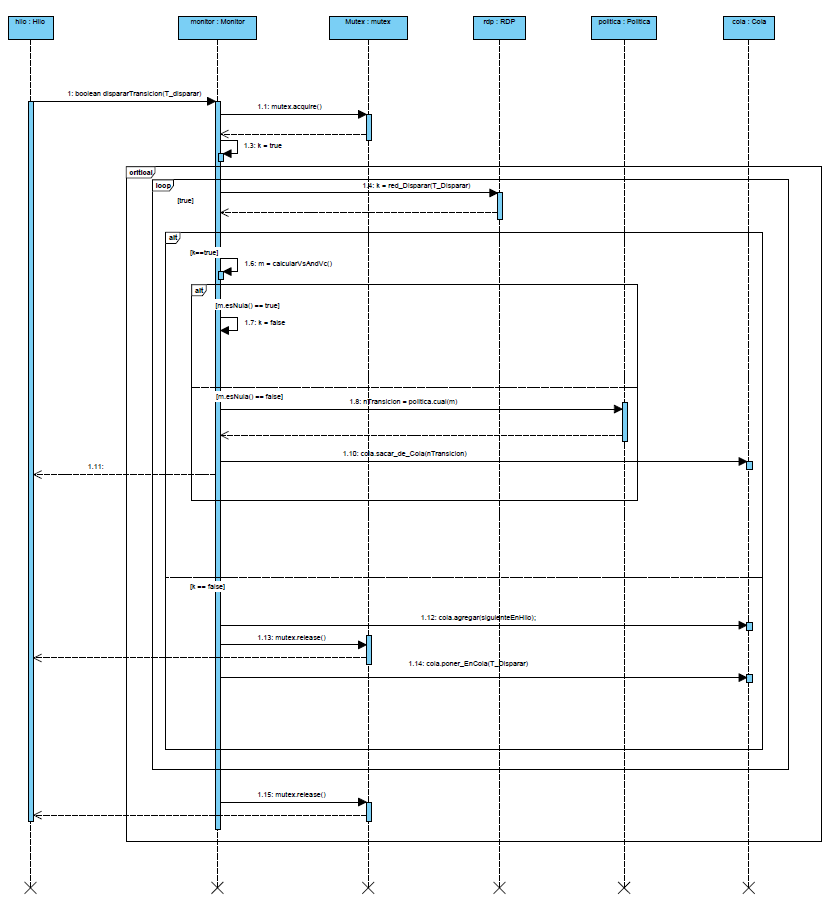 hilo : Hilo
monitor : Monitor
Mutex : mutex
rdp : RDP
politica : Politica
cola : Cola
1: boolean dispararTransicion(T_disparar)
1.1: mutex.acquire()
1.3: k = true
critical
loop
1.4: k = red_Disparar(T_Disparar)
[true]
alt
[k==true]
1.6: m = calcularVsAndVc()
alt
[m.esNula() == true]
1.7: k = false
[m.esNula() == false]
1.8: nTransicion = politica.cual(m)
1.10: cola.sacar_de_Cola(nTransicion)
1.11:
[k == false]
1.12: cola.agregar(siguienteEnHilo);
1.13: mutex.release()
1.14: cola.poner_EnCola(T_Disparar)
1.15: mutex.release()